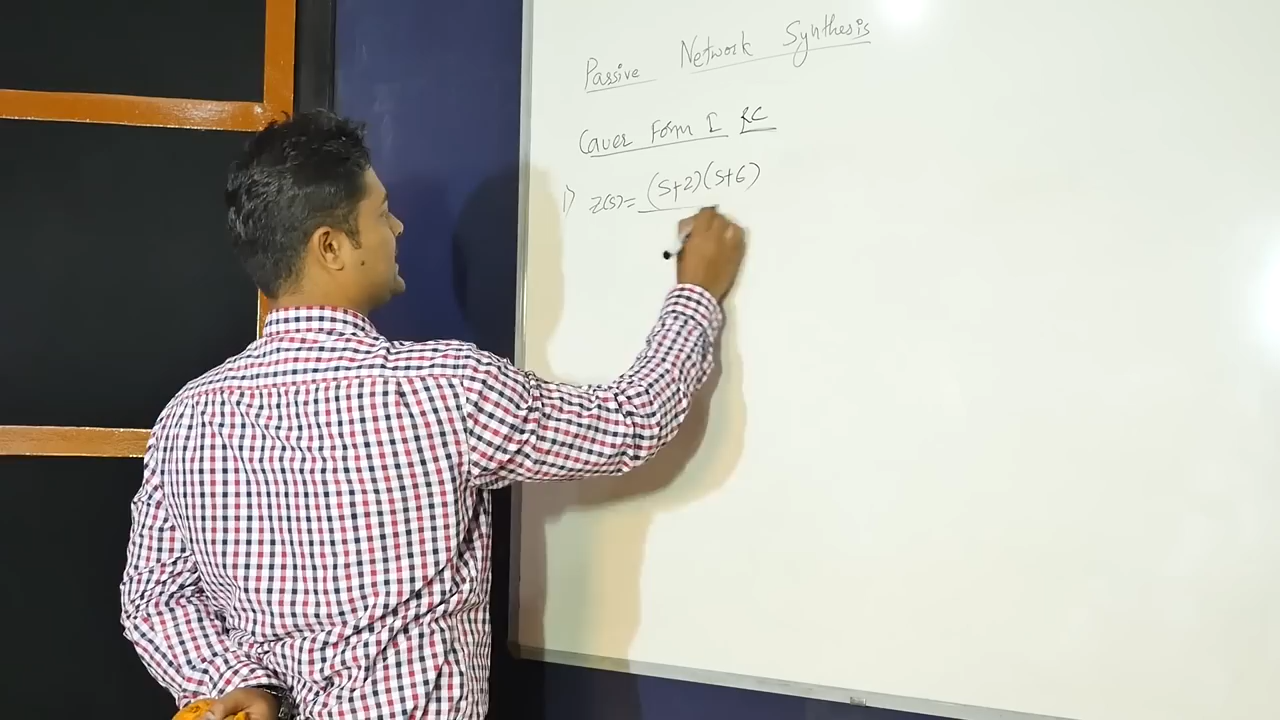 Passive Network Synthesis
Cauer Form I RC
1) Z(s)= (S+2)(S+6)